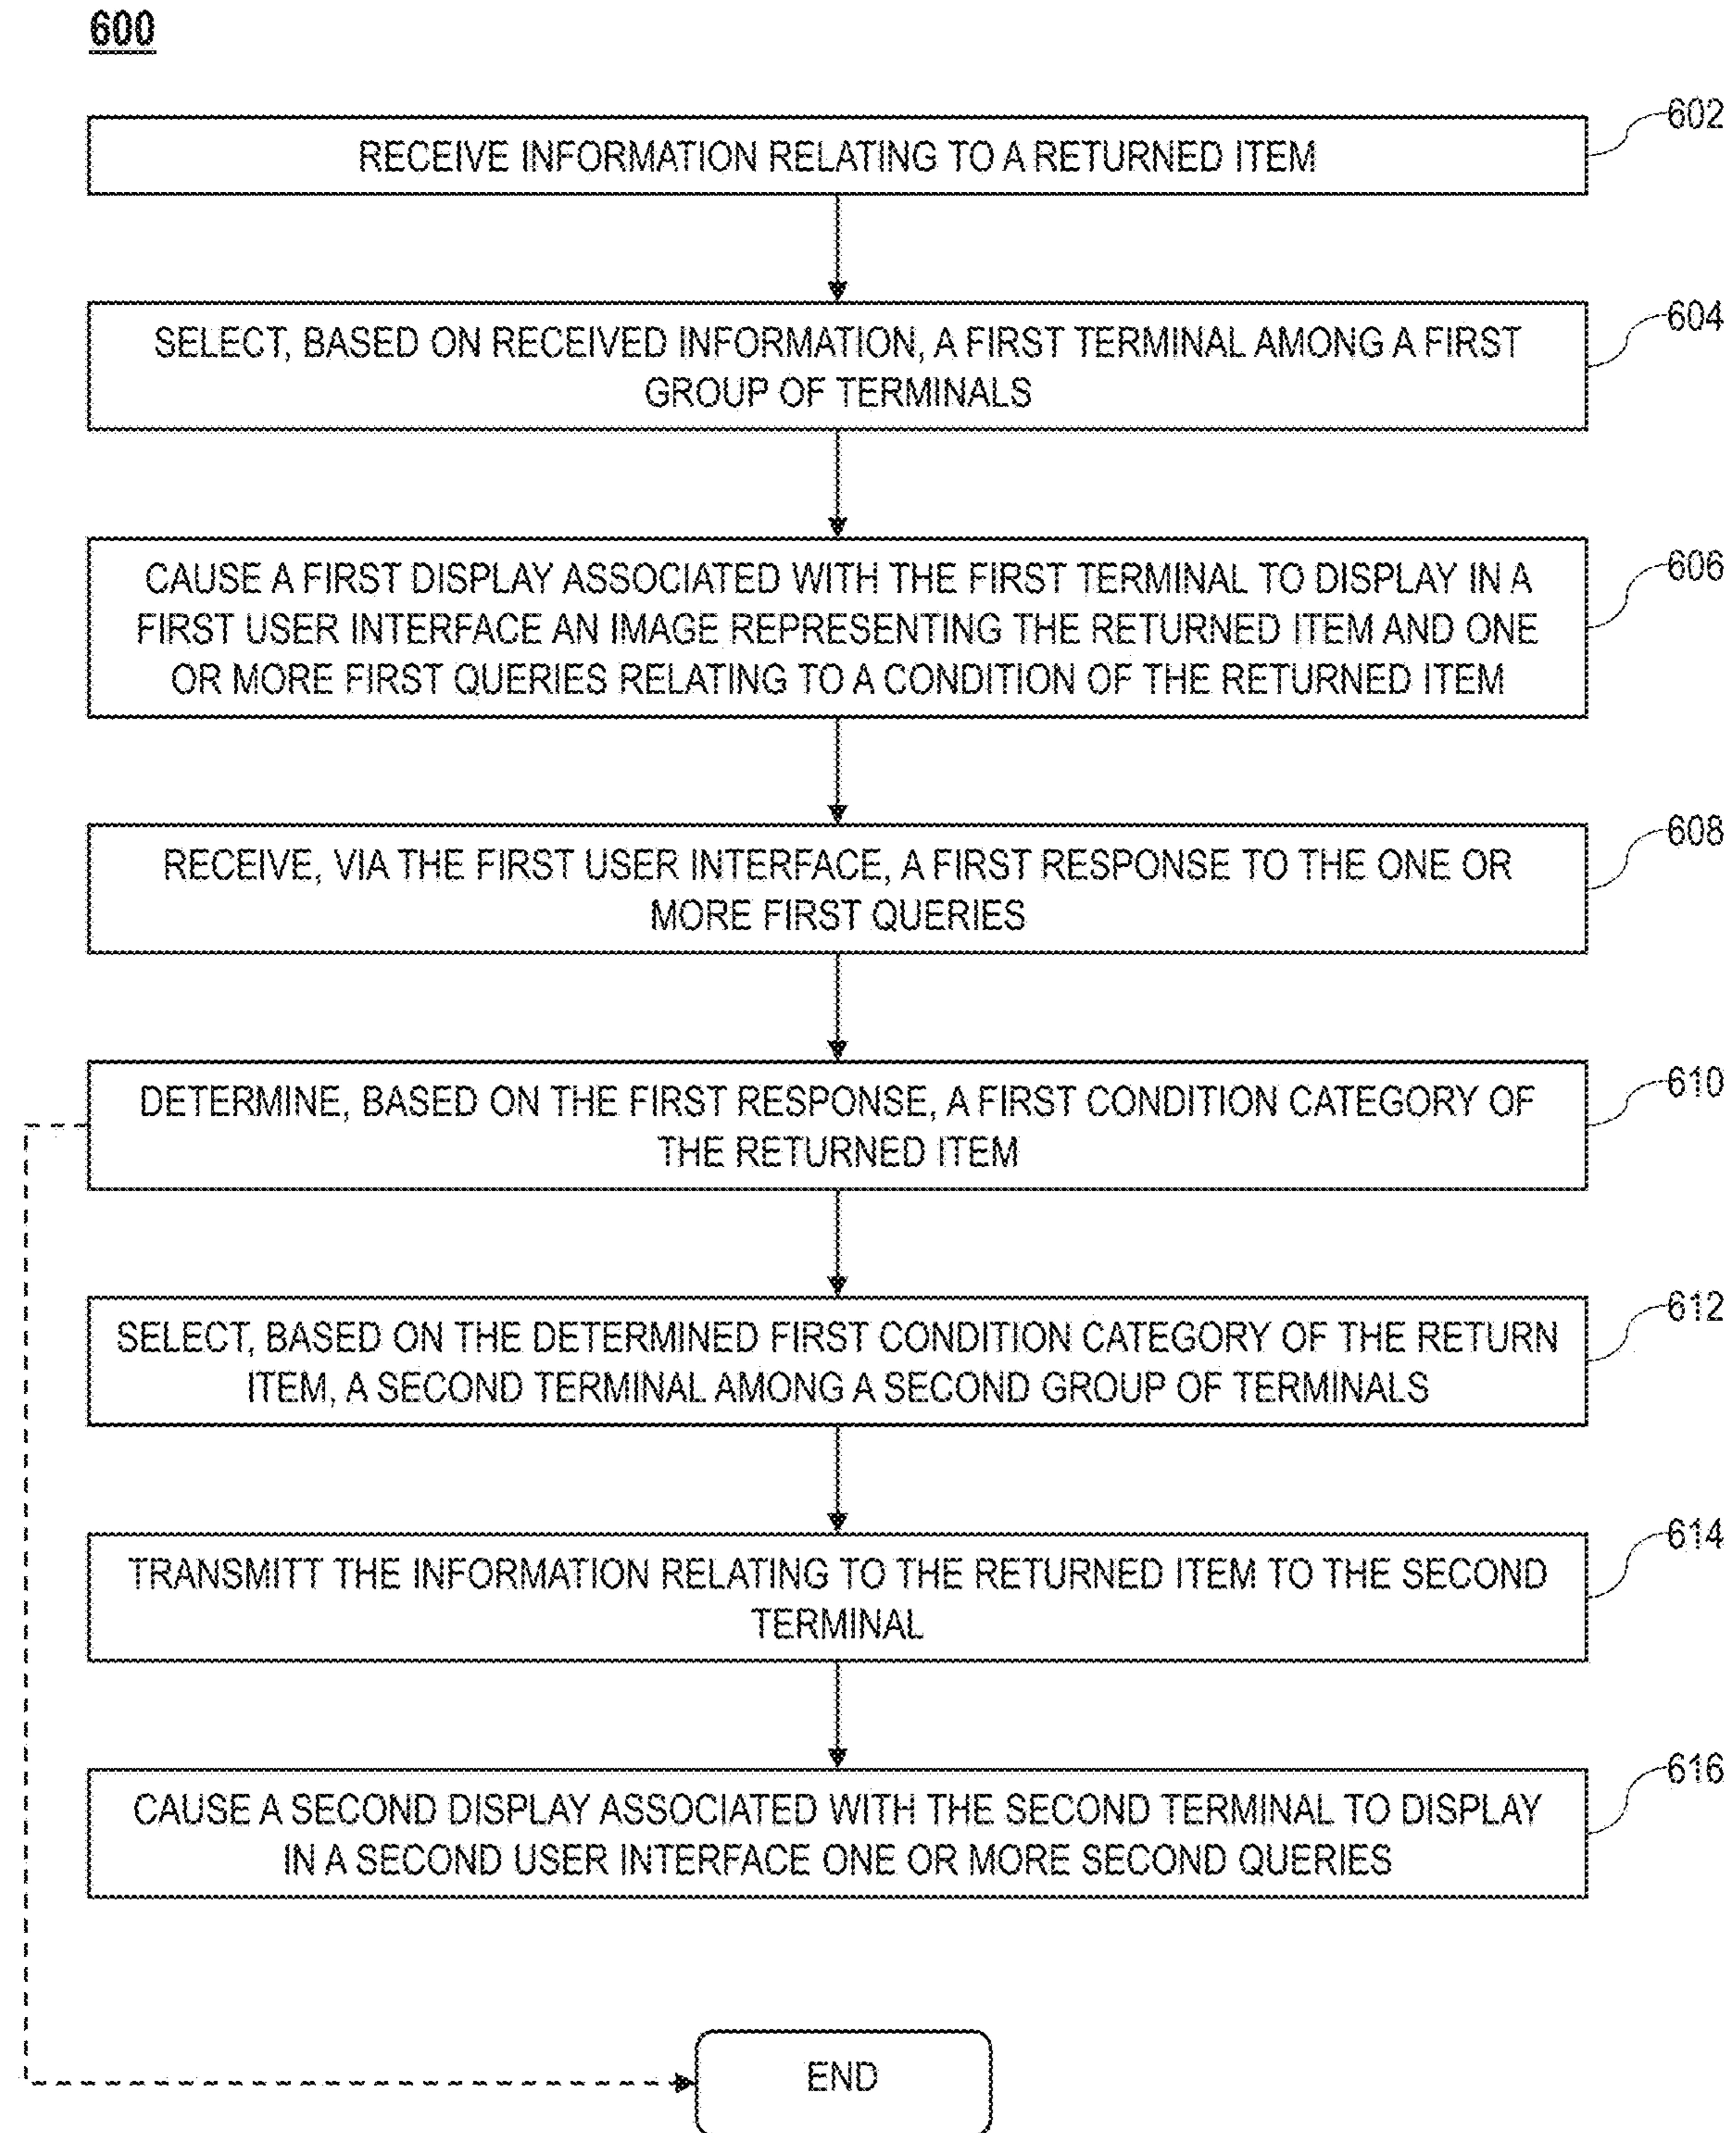 600
602
RECEIVE INFORMATION RELATING TO A RETURNED ITEM
604
SELECT, BASED ON RECEIVED INFORMATION, A FIRST TERMINAL AMONG A FIRST
GROUP OF TERMINALS
606
CAUSE A FIRST DISPLAY ASSOCIATED WITH THE FIRST TERMINAL TO DISPLAY IN A
FIRST USER INTERFACE AN IMAGE REPRESENTING THE RETURNED ITEM AND ONE
OR MORE FIRST QUERIES RELATING TO A CONDITION OF THE RETURNED ITEM
608
RECEIVE, VIA THE FIRST USER INTERFACE, A FIRST RESPONSE TO THE ONE OR
MORE FIRST QUERIES
610
DETERMINE, BASED ON THE FIRST RESPONSE, A FIRST CONDITION CATEGORY OF
THE RETURNED ITEM
612
SELECT, BASED ON THE DETERMINED FIRST CONDITION CATEGORY OF THE RETURN
ITEM, A SECOND TERMINAL AMONG A SECOND GROUP OF TERMINALS
614
TRANSMITT THE INFORMATION RELATING TO THE RETURNED ITEM TO THE SECOND
TERMINAL
616
CAUSE A SECOND DISPLAY ASSOCIATED WITH THE SECOND TERMINAL TO DISPLAY
IN A SECOND USER INTERFACE ONE OR MORE SECOND QUERIES
END